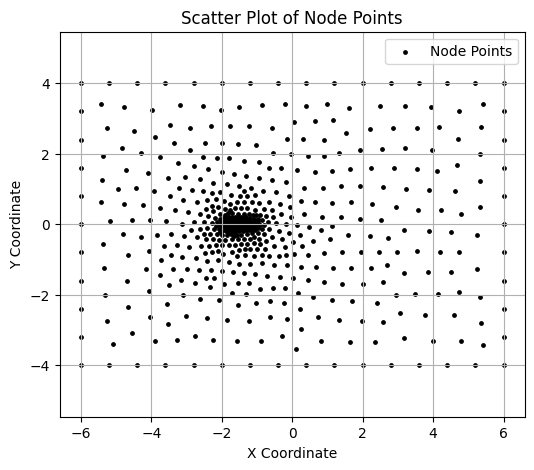 Scatter Plot of Node Points
Node Points
Y Coordinate
4
2
0
−2
−4
−6 −4 −2 0 2 4 6
X Coordinate